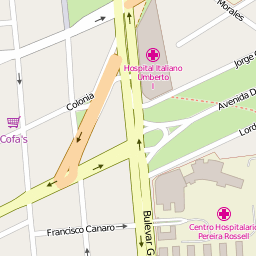 Morales
Jorge C
Hospital Italiano
Umberto
I
Colonia
Avenida D
Cofa's
Lord
Francisco Canaro
Bulevar G
Centro Hospitalario
Pereira Rossell